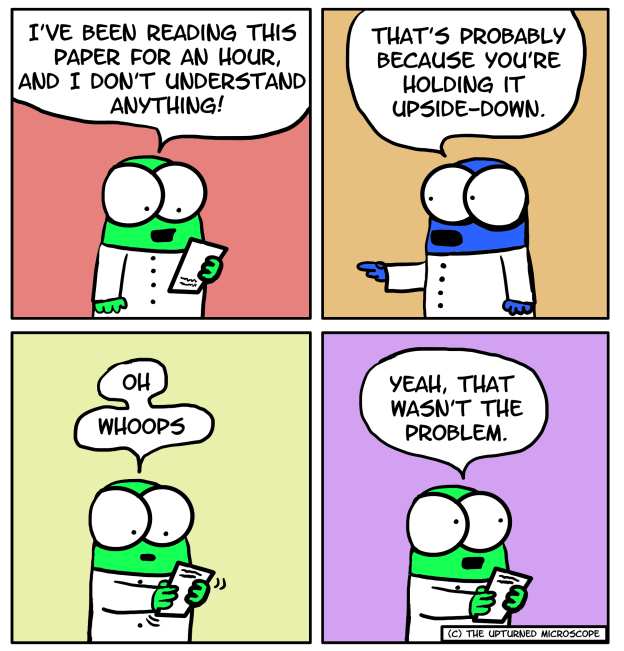 I'VE BEEN READING THIS
PAPER FOR AN HOUR,
AND I DON'T UNDERSTAND
ANYTHING!
THAT'S PROBABLY
BECAUSE YOU'RE
HOLDING IT
UPSIDE-DOWN.
OH
WHOOPS
YEAH, THAT
WASN'T THE
PROBLEM.
(C) THE UPTURNED MICROSCOPE